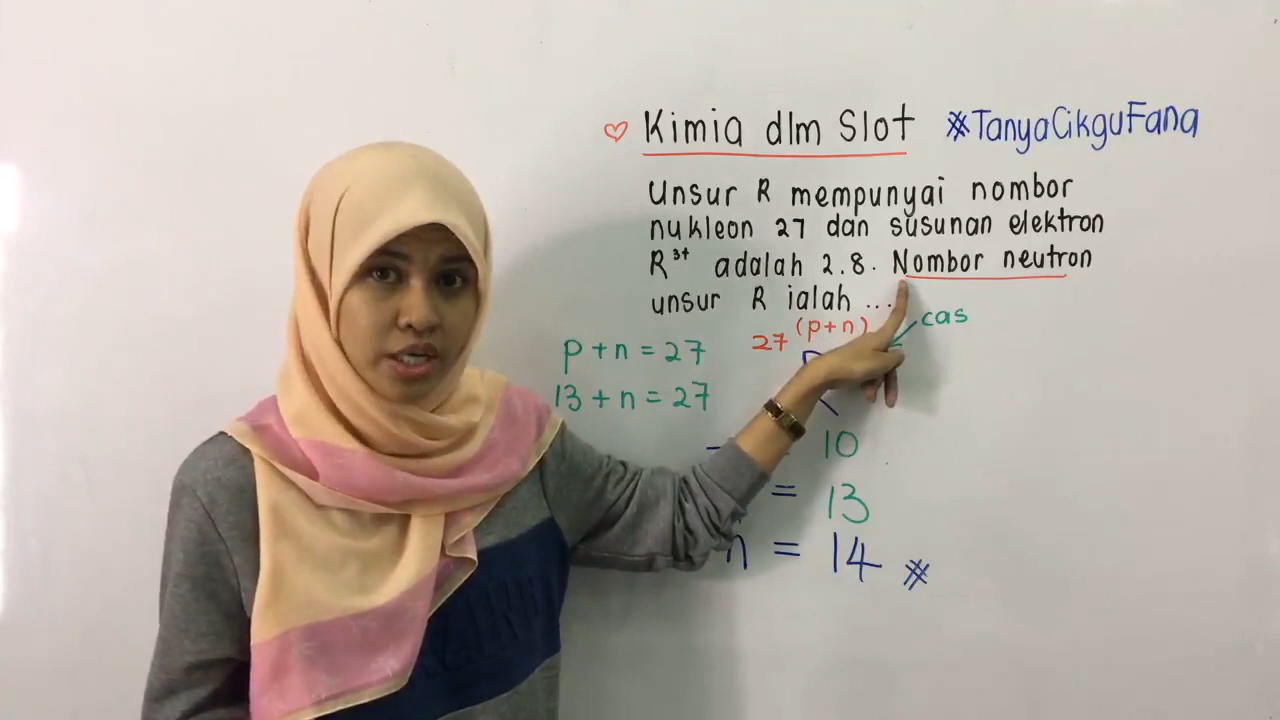 Kimia dlm Slot #TanyaCikguFana
Unsur R mempunyai nombor
nukleon 27 dan susunan elektron
R³⁺ adalah 2.8. Nombor neutron
unsur R ialah ...
p + n = 27
13 + n = 27
27 (p+n)
cas
10
= 13
n = 14 #